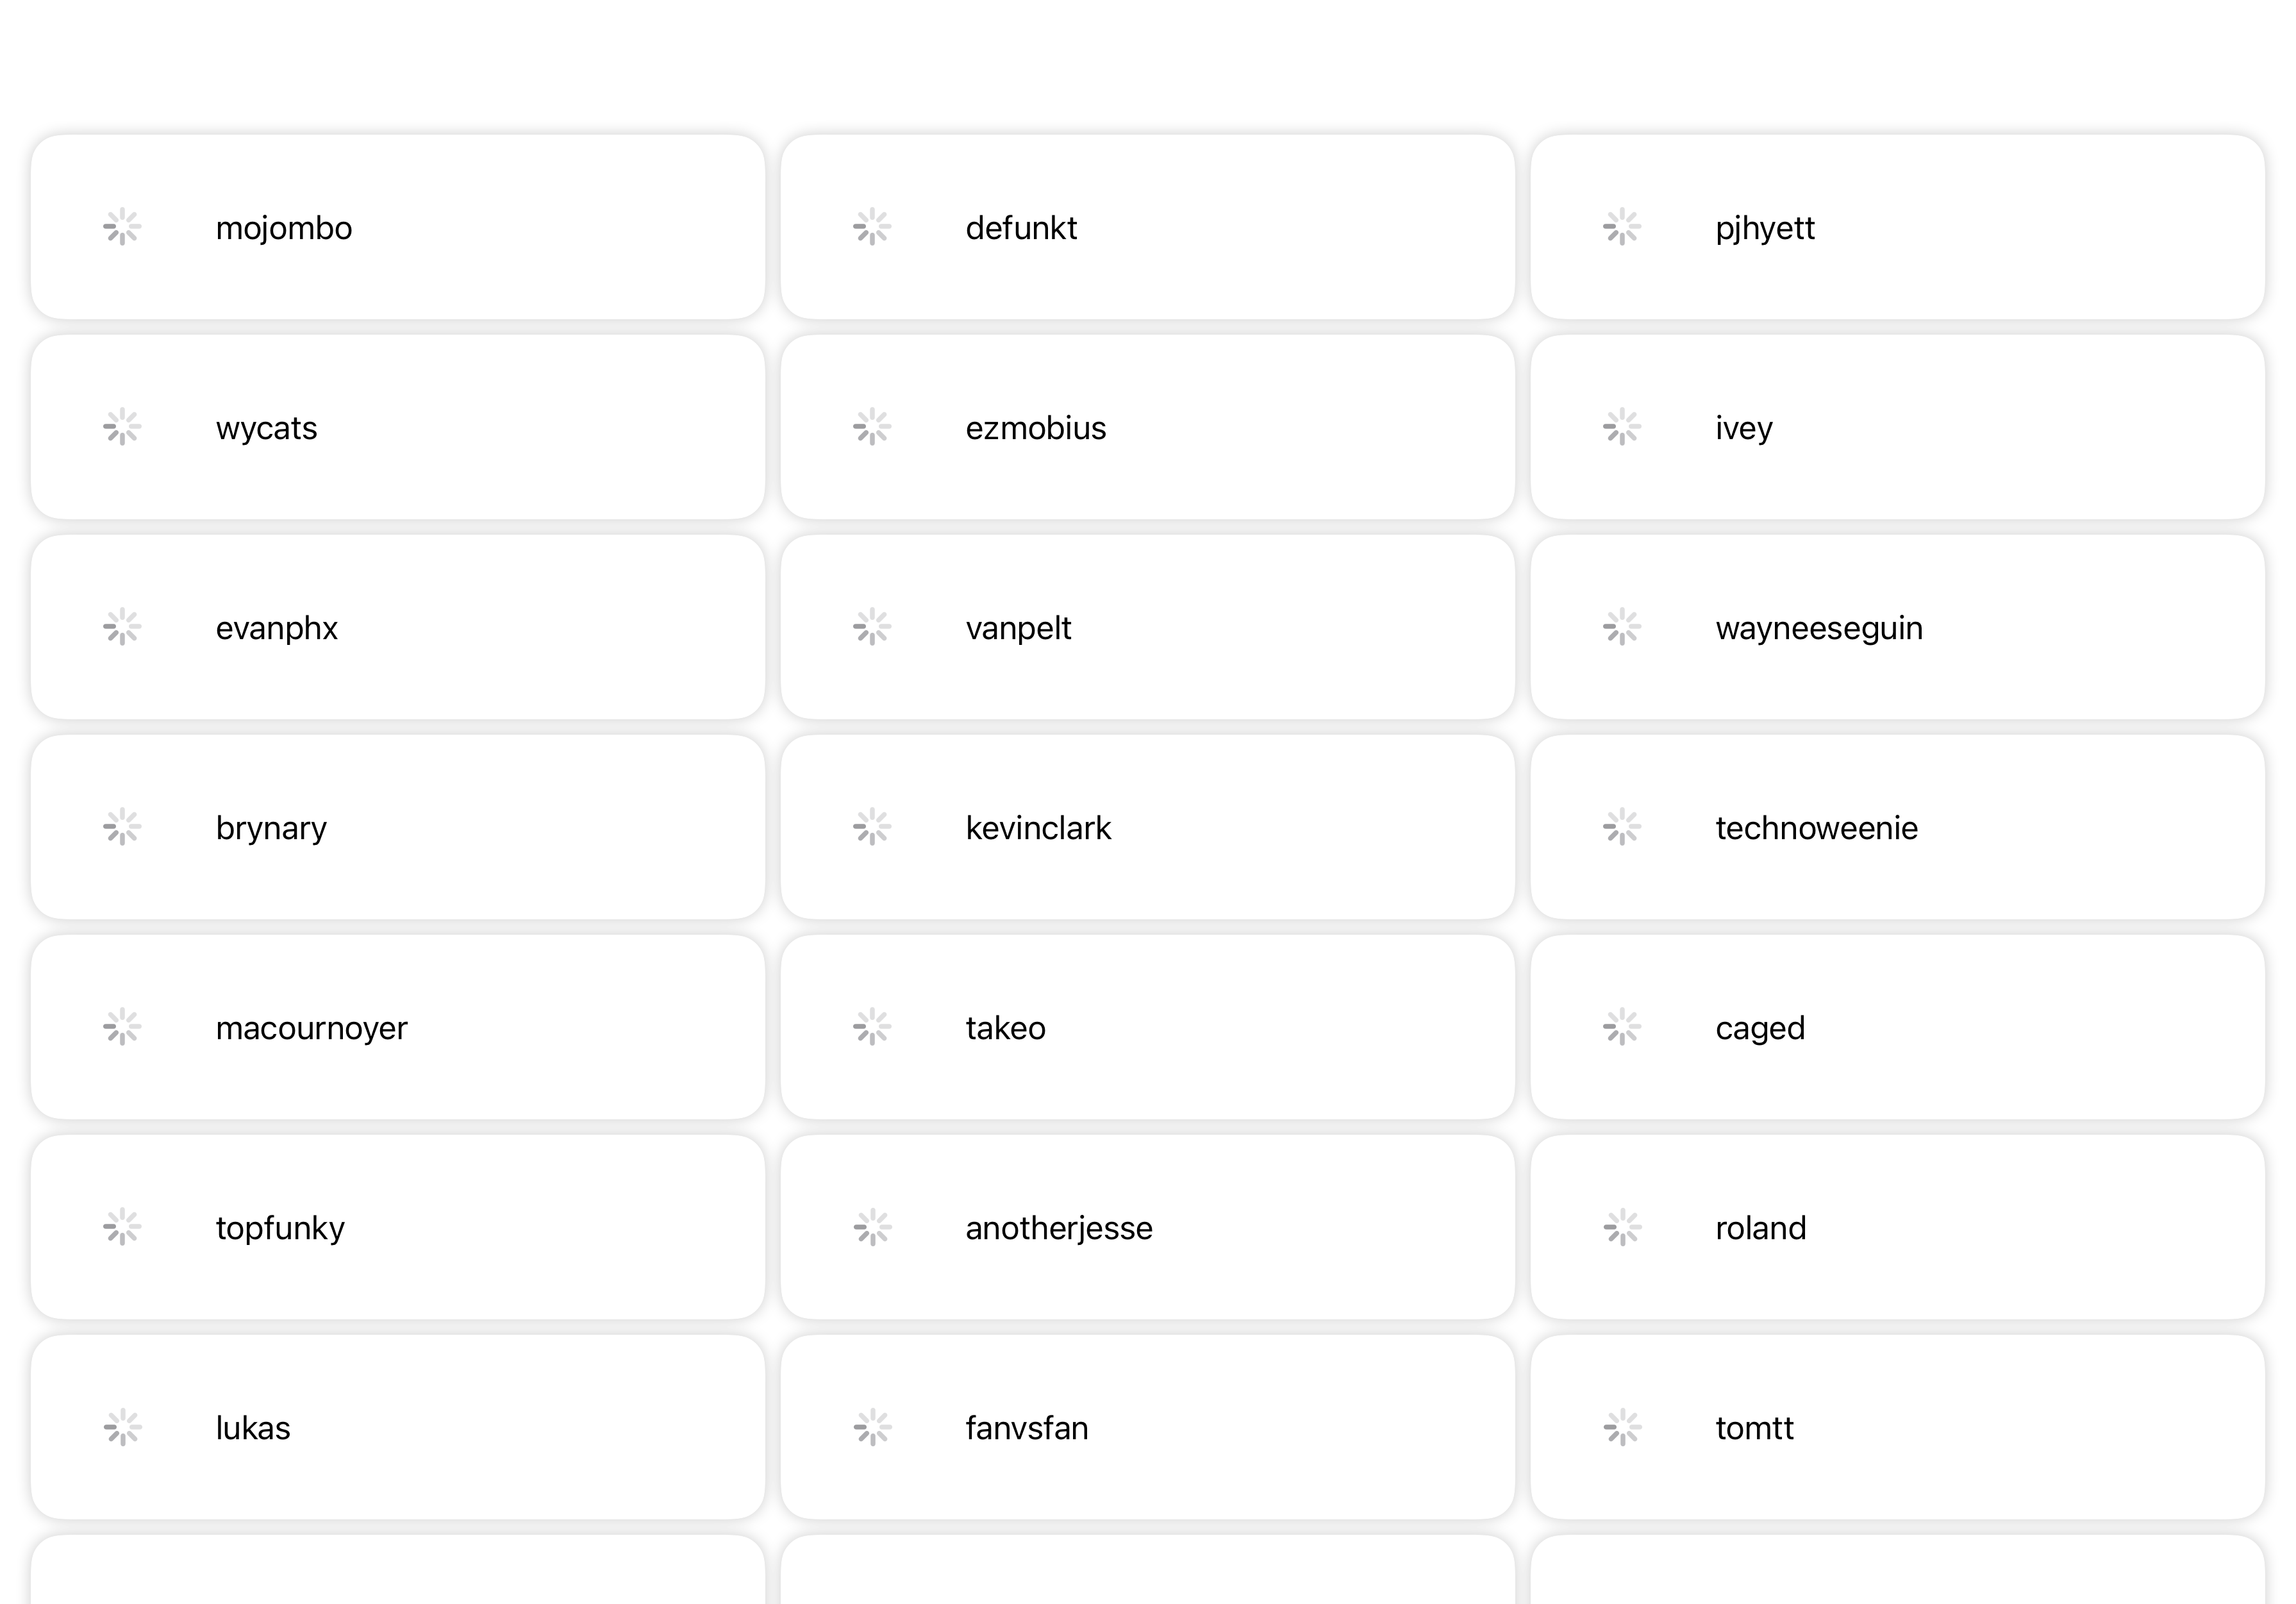 mojombo
defunkt
pjhyett
wycats
ezmobius
ivey
evanphx
vanpelt
wayneeseguin
brynary
kevinclark
technoweenie
macournoyer
takeo
caged
topfunky
anotherjesse
roland
lukas
fanvsfan
tomtt